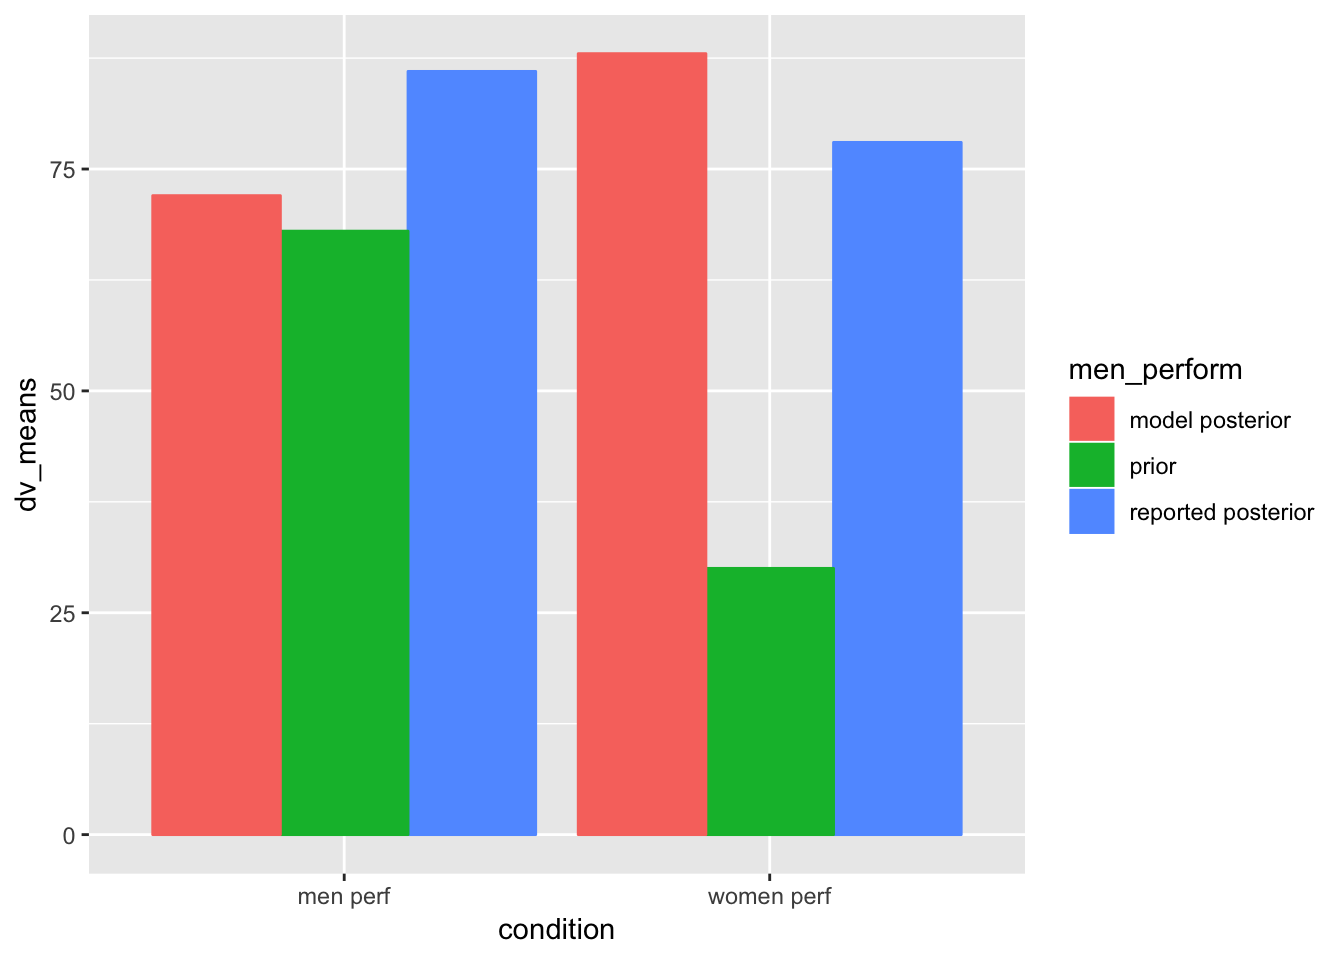 dv_means
75
50
25
0
men perf
women perf
condition
men_perform
model posterior
prior
reported posterior